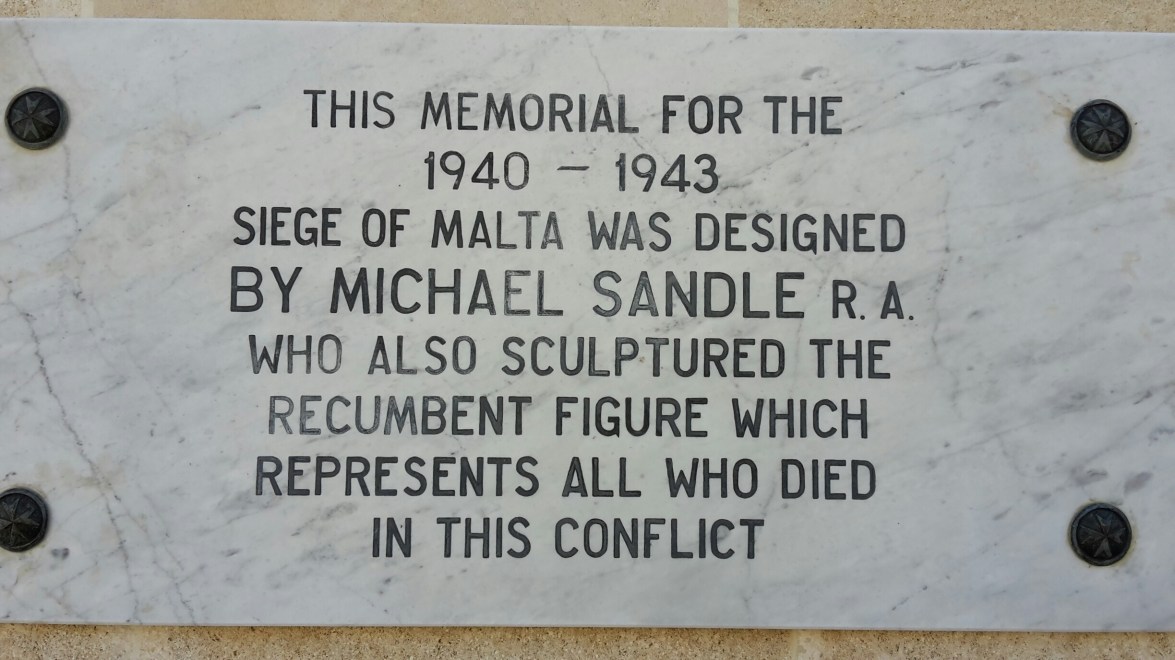 THIS MEMORIAL FOR THE
1940 – 1943
SIEGE OF MALTA WAS DESIGNED
BY MICHAEL SANDLE R. A.
WHO ALSO SCULPTURED THE
RECUMBENT FIGURE WHICH
REPRESENTS ALL WHO DIED
IN THIS CONFLICT